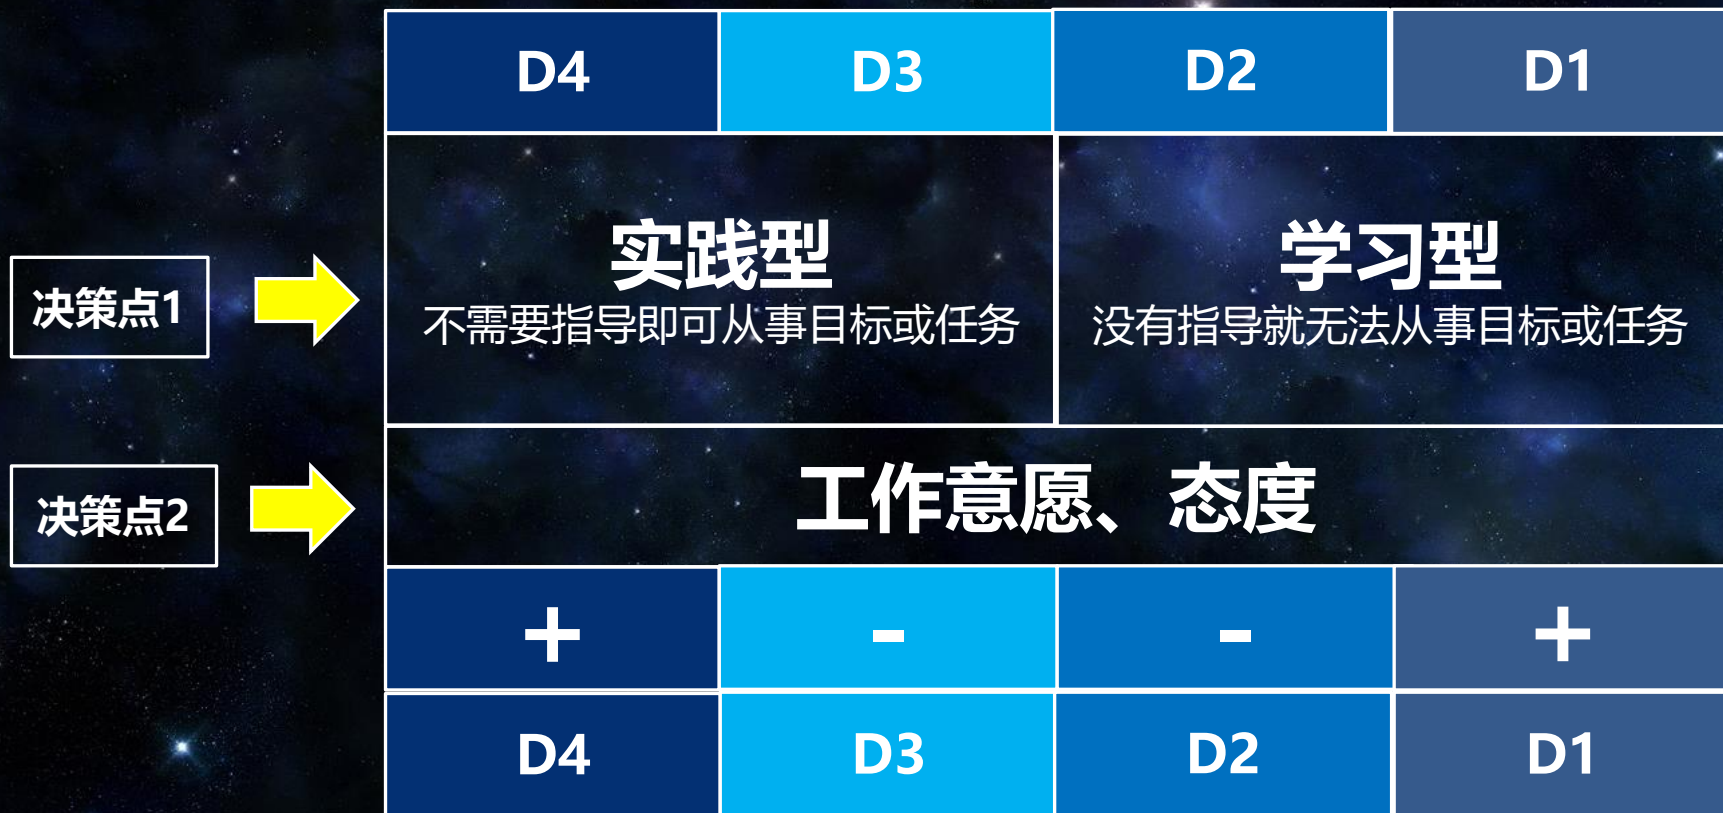 D4 D3 D2 D1
决策点1
实践型
不需要指导即可从事目标或任务
学习型
没有指导就无法从事目标或任务
决策点2
工作意愿、态度
+ - - +
D4 D3 D2 D1